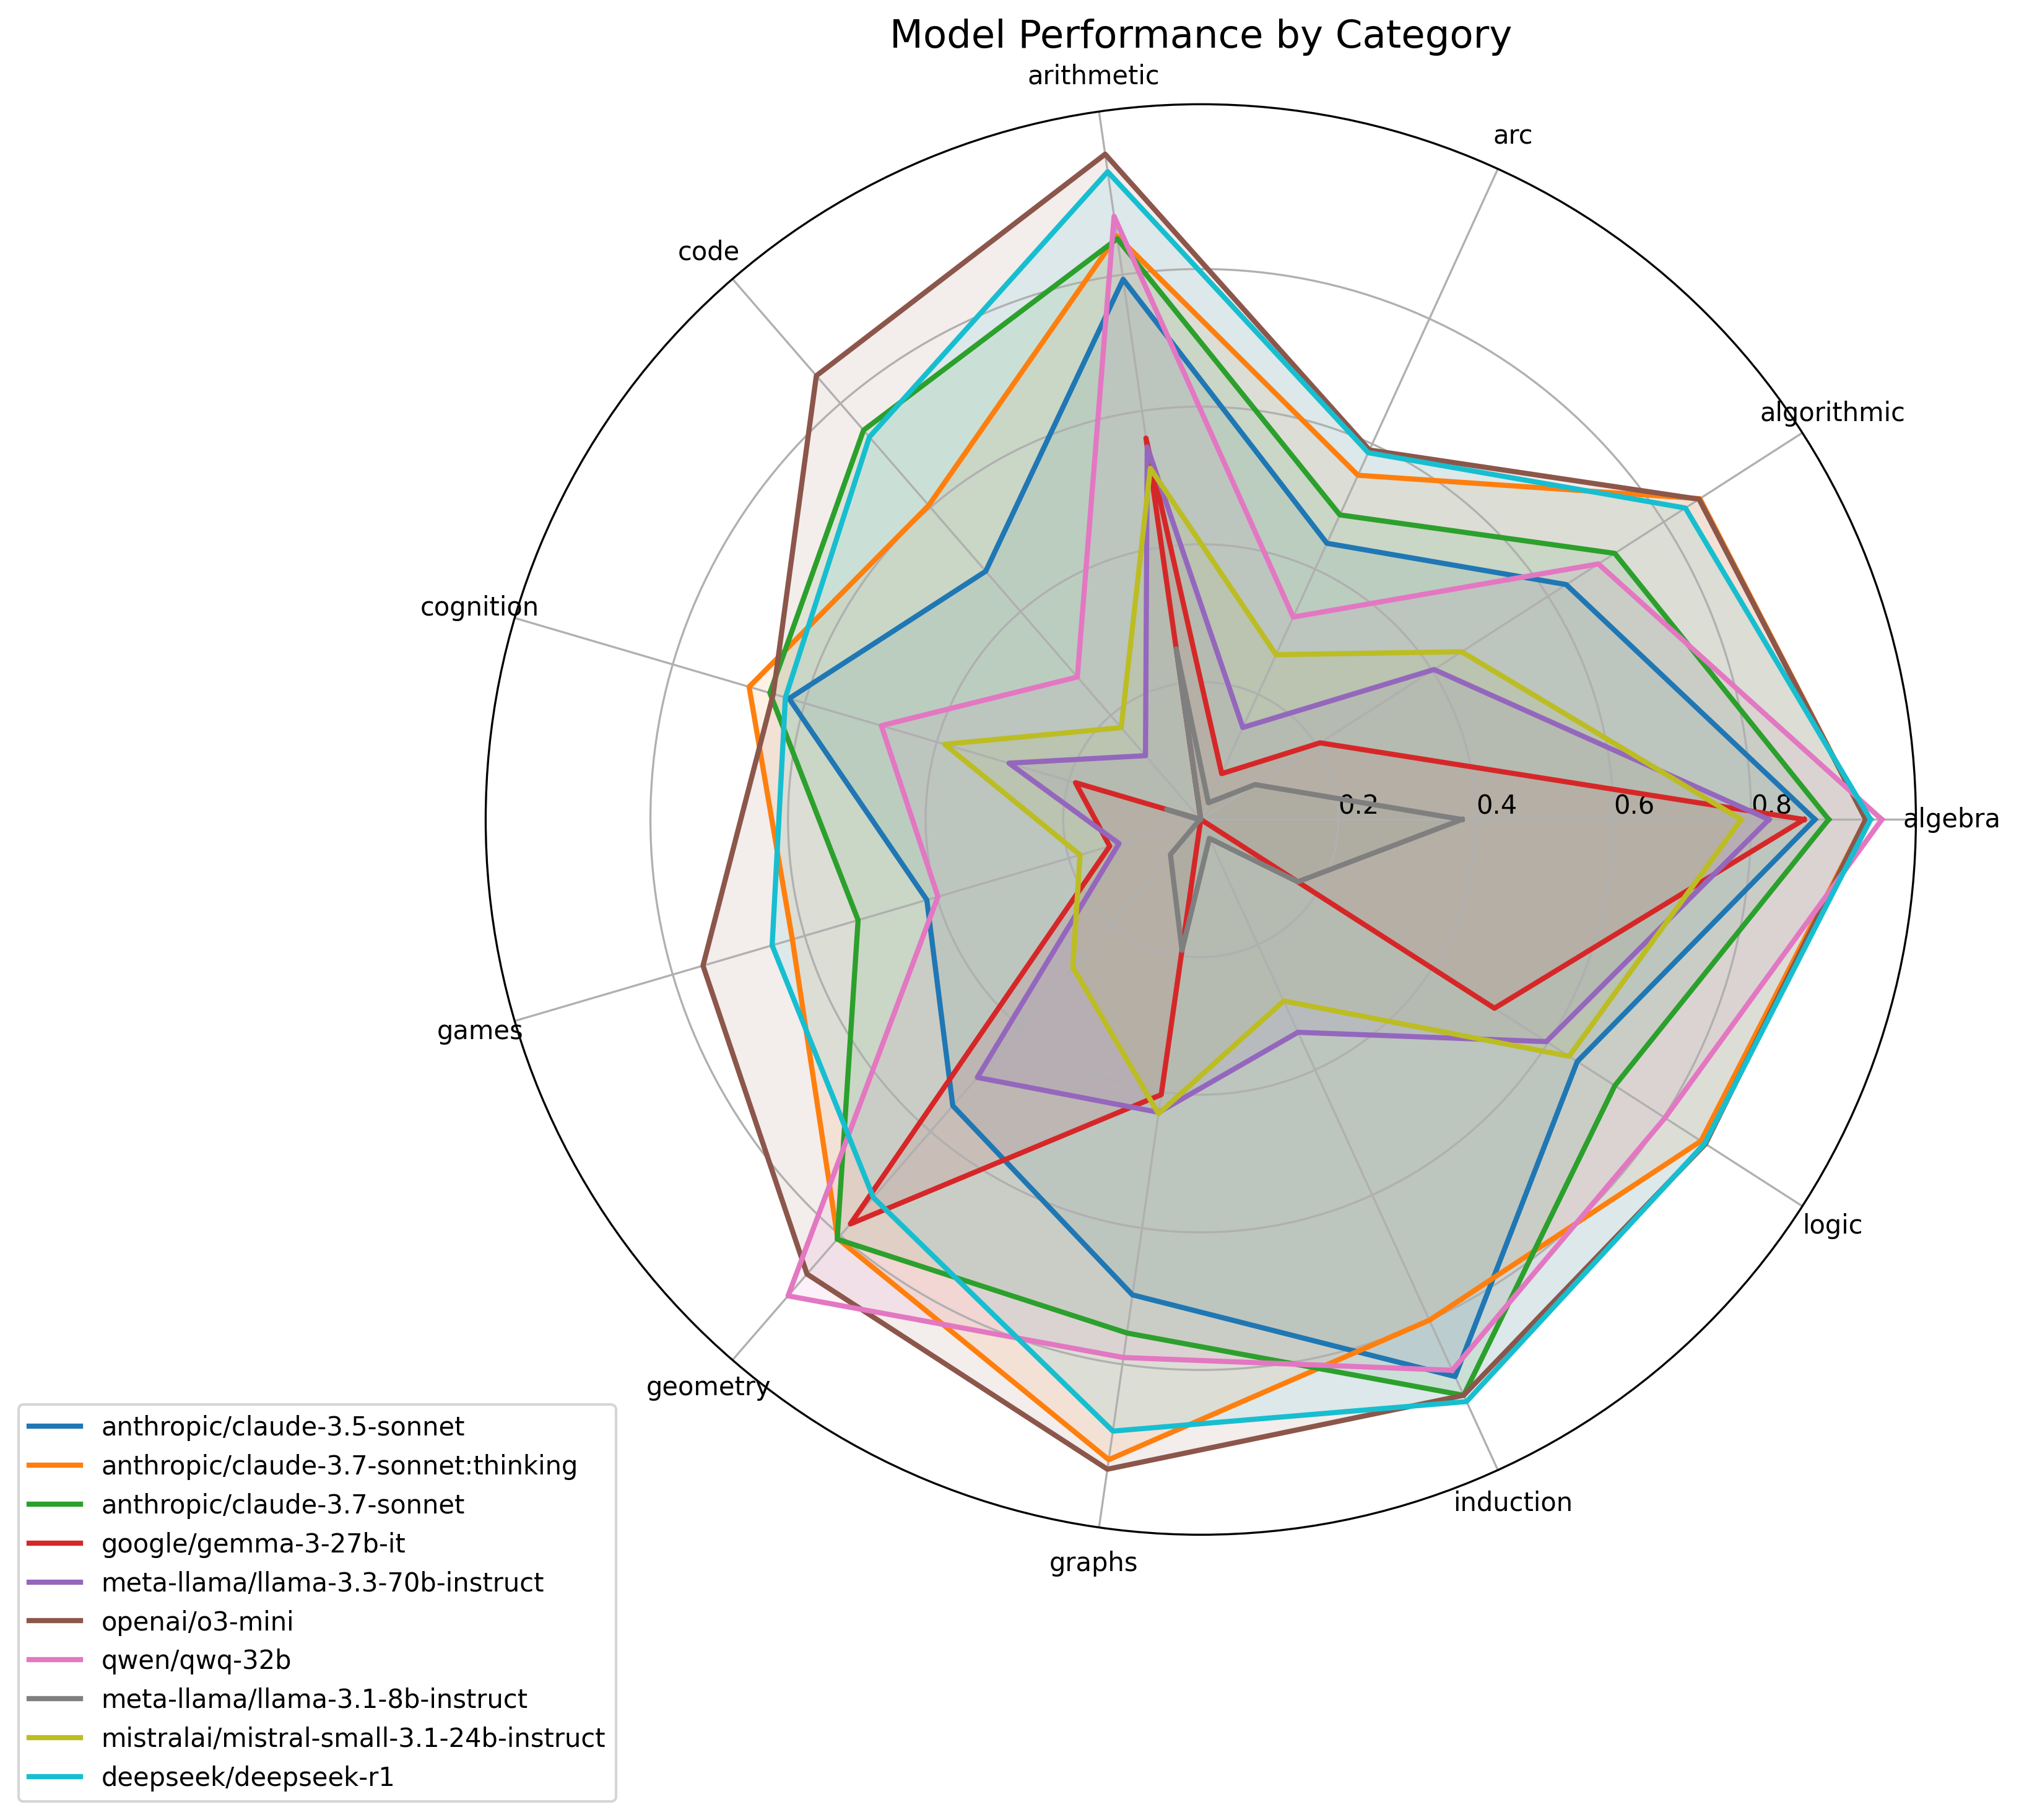 Model Performance by Category
arithmetic
arc
code
algorithmic
cognition
0.2
0.4
0.6
0.8
algebra
games
logic
geometry
induction
graphs
anthropic/claude-3.5-sonnet
anthropic/claude-3.7-sonnet:thinking
anthropic/claude-3.7-sonnet
google/gemma-3-27b-it
meta-llama/llama-3.3-70b-instruct
openai/o3-mini
qwen/qwq-32b
meta-llama/llama-3.1-8b-instruct
mistralai/mistral-small-3.1-24b-instruct
deepseek/deepseek-r1